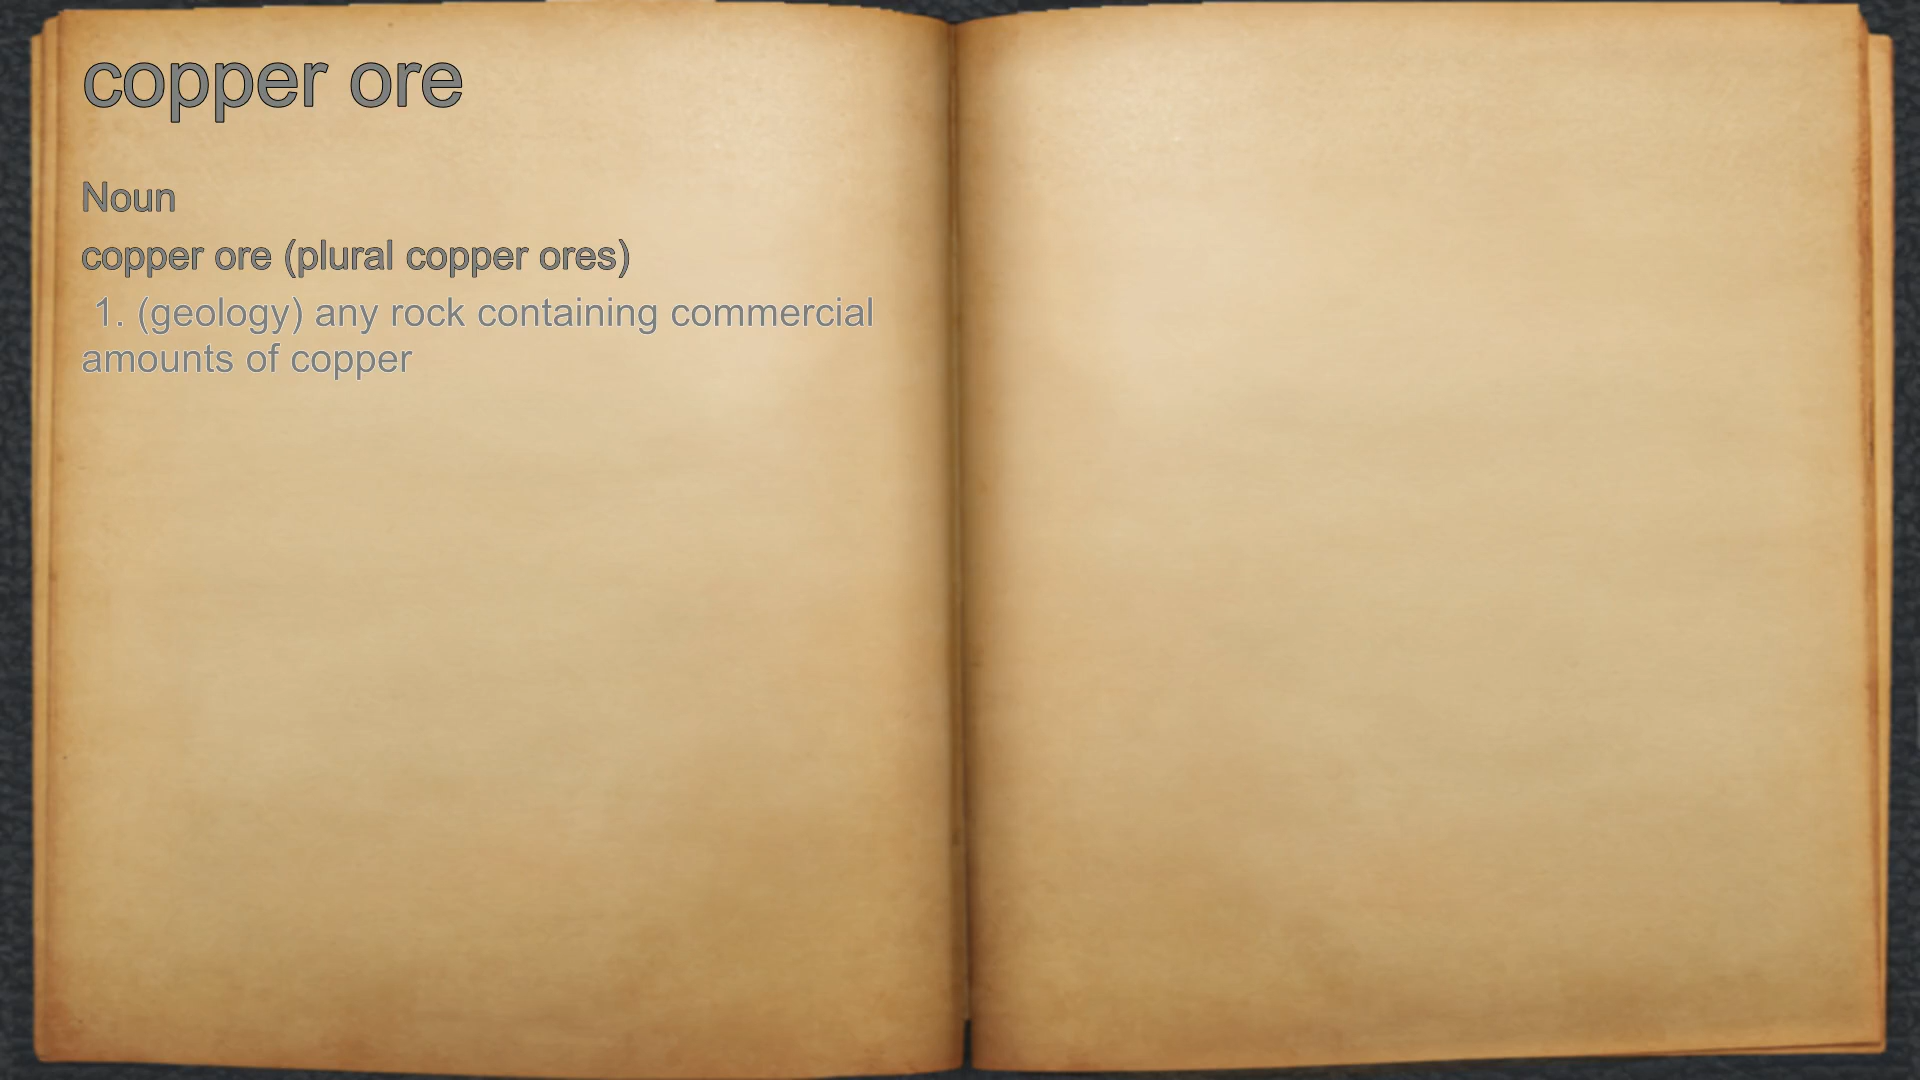 copper ore
Noun
copper ore (plural copper ores)
1. (geology) any rock containing commercial
amounts of copper